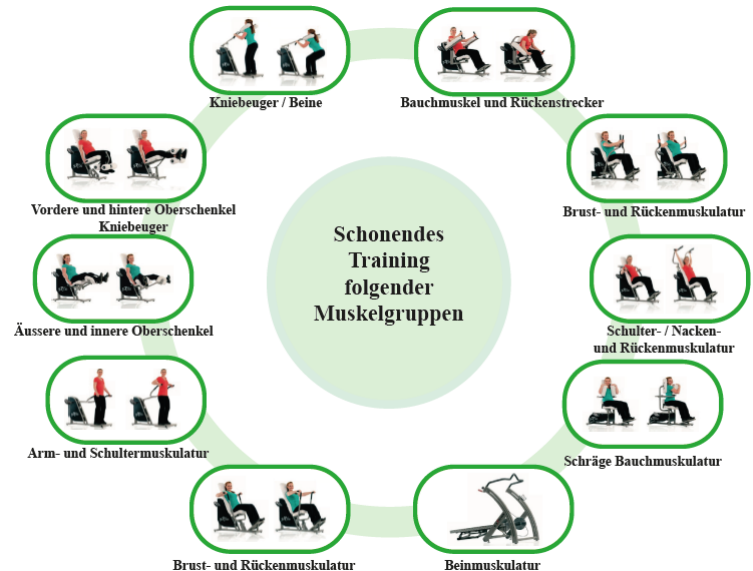 Kniebeuger / Beine
Bauchmuskel und Rückenstrecker
Vordere und hintere Oberschenkel
Kniebeuger
Brust- und Rückenmuskulatur
Schonendes
Training
folgender
Muskelgruppen
Äussere und innere Oberschenkel
Schulter- / Nacken-
und Rückenmuskulatur
Arm- und Schultermuskulatur
Schräge Bauchmuskulatur
Brust- und Rückenmuskulatur
Beinmuskulatur